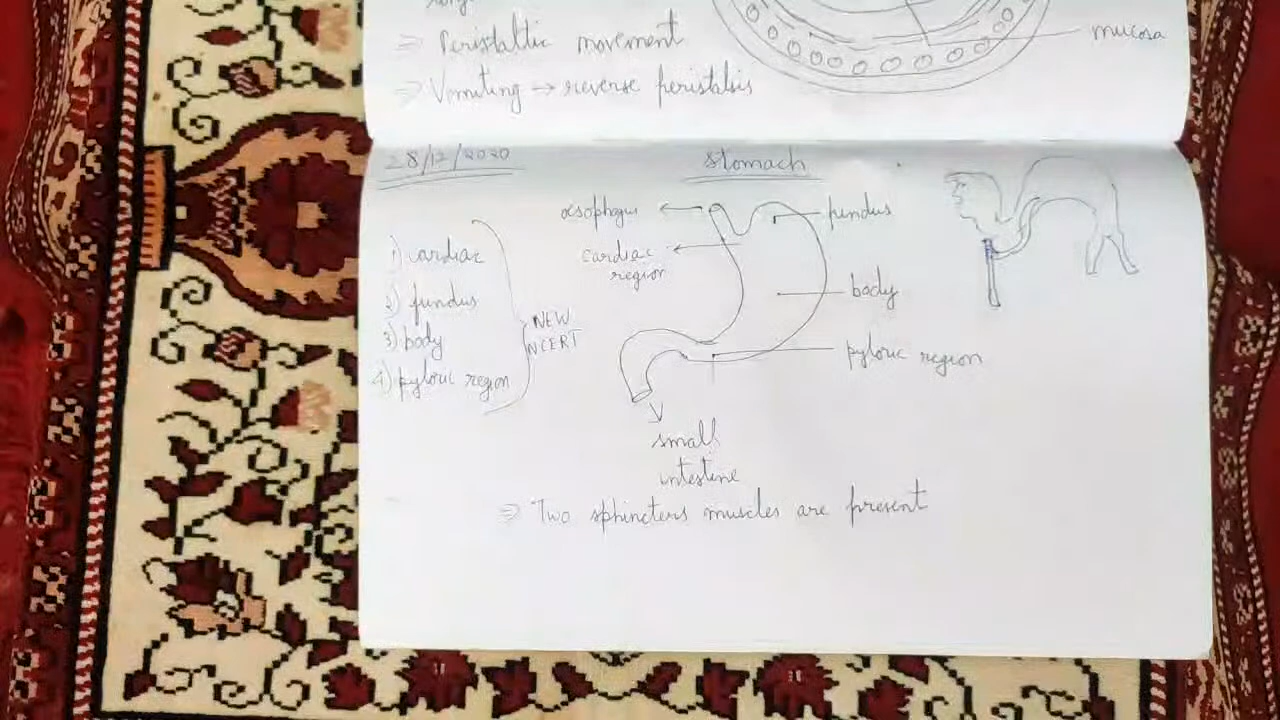 ⇒ Peristaltic movement
mucosa
⇒ Vomiting → reverse peristalsis
28/12/2020
Stomach
oesophagus
fundus
cardiac
region
1) cardiac
2) fundus
3) body
4) pyloric region
NEW
NCERT
body
pyloric region
small
intestine
⇒ Two sphincters muscles are present